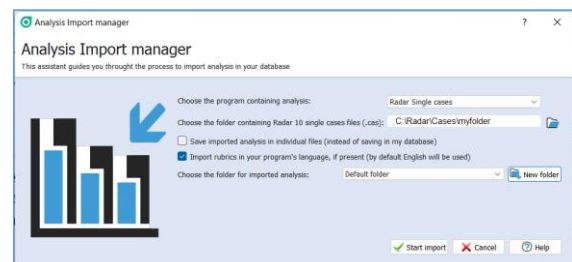 Analysis Import manager
Analysis Import manager
This assistant guides you throught the process to import analysis in your database
Choose the program containing analysis: Radar Single cases
Choose the folder containing Radar 10 single cases files (.cas): C:\Radar\Cases\myfolder
Save imported analysis in individual files (instead of saving in my database)
Import rubrics in your program's language, if present (by default English will be used)
Choose the folder for imported analysis: Default folder New folder
Start import Cancel Help